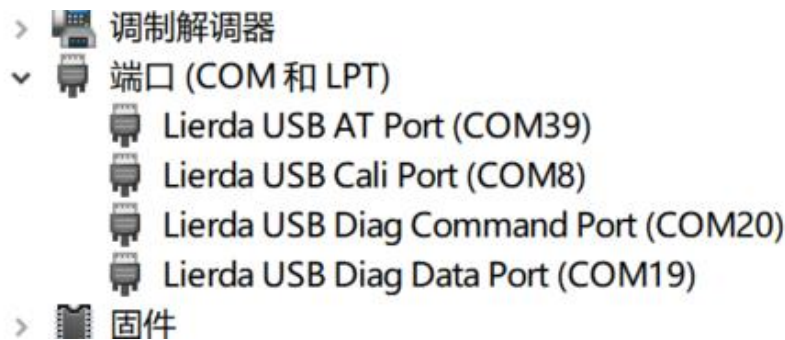 调制解调器
端口 (COM 和 LPT)
Lierda USB AT Port (COM39)
Lierda USB Cali Port (COM8)
Lierda USB Diag Command Port (COM20)
Lierda USB Diag Data Port (COM19)
固件